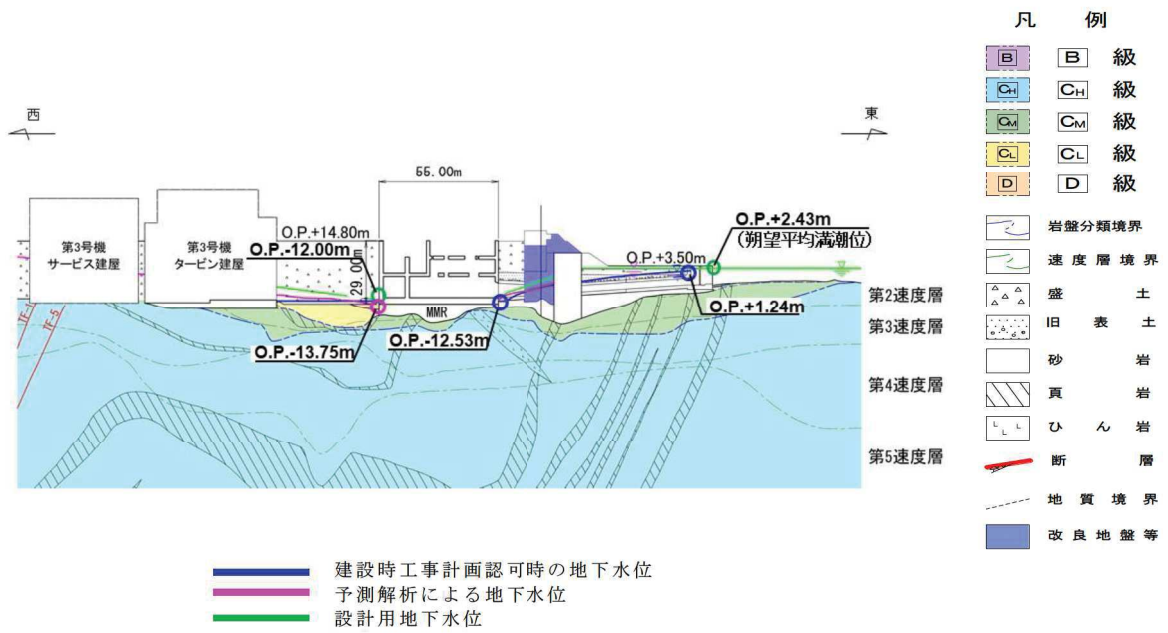 凡 例
B B 級
CH CH 級
CM CM 級
CL CL 級
D D 級
岩盤分類境界
速度層境界
盛 土
旧 表 土
砂 岩
頁 岩
ひ ん 岩
断 層
地 質 境 界
改 良 地 盤 等
西
東
55.00m
第3号機
サービス建屋
第3号機
タービン建屋
O.P.+14.80m
O.P.-12.00m
29.00m
O.P.+2.43m
(朔望平均満潮位)
O.P.+3.50m
O.P.+1.24m
MMR
O.P.-13.75m
O.P.-12.53m
TF-5
第2速度層
第3速度層
第4速度層
第5速度層
建設時工事計画認可時の地下水位
予測解析による地下水位
設計用地下水位